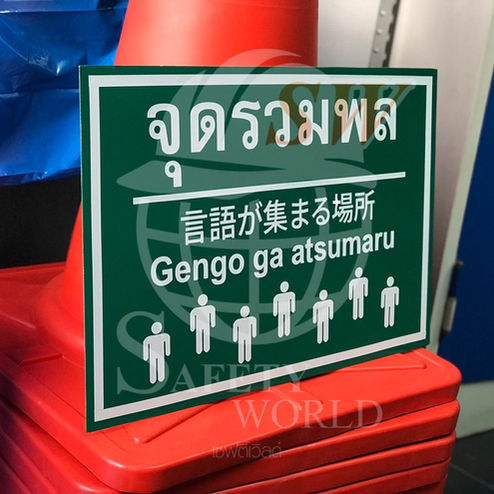 จุดรวมพล
言語が集まる場所
Gengo ga atsumaru
SW
SAFETY
WORLD
เซฟตี้เวิลด์